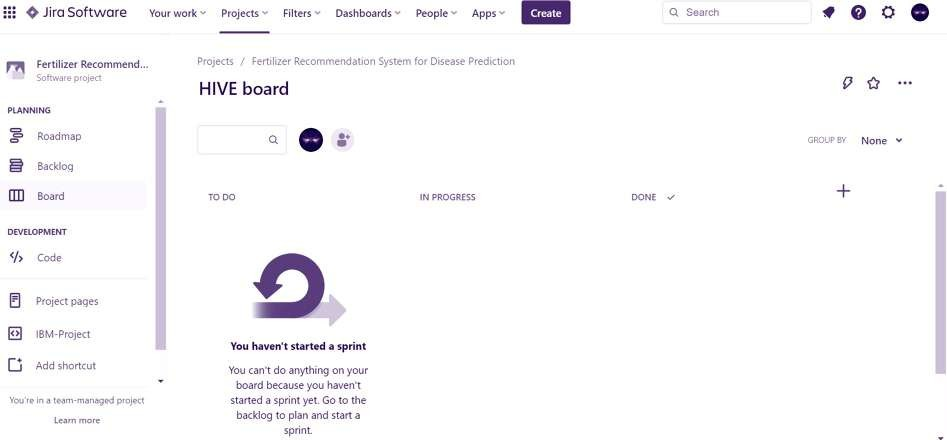 Jira Software Your work Projects Filters Dashboards People Apps Create Search
Fertilizer Recommend...
Software project
PLANNING
Roadmap
Backlog
Board
DEVELOPMENT
Code
Project pages
IBM-Project
Add shortcut
You're in a team-managed project
Learn more
Projects / Fertilizer Recommendation System for Disease Prediction
HIVE board
GROUP BY None
TO DO IN PROGRESS DONE
You haven't started a sprint
You can't do anything on your
board because you haven't
started a sprint yet. Go to the
backlog to plan and start a
sprint.